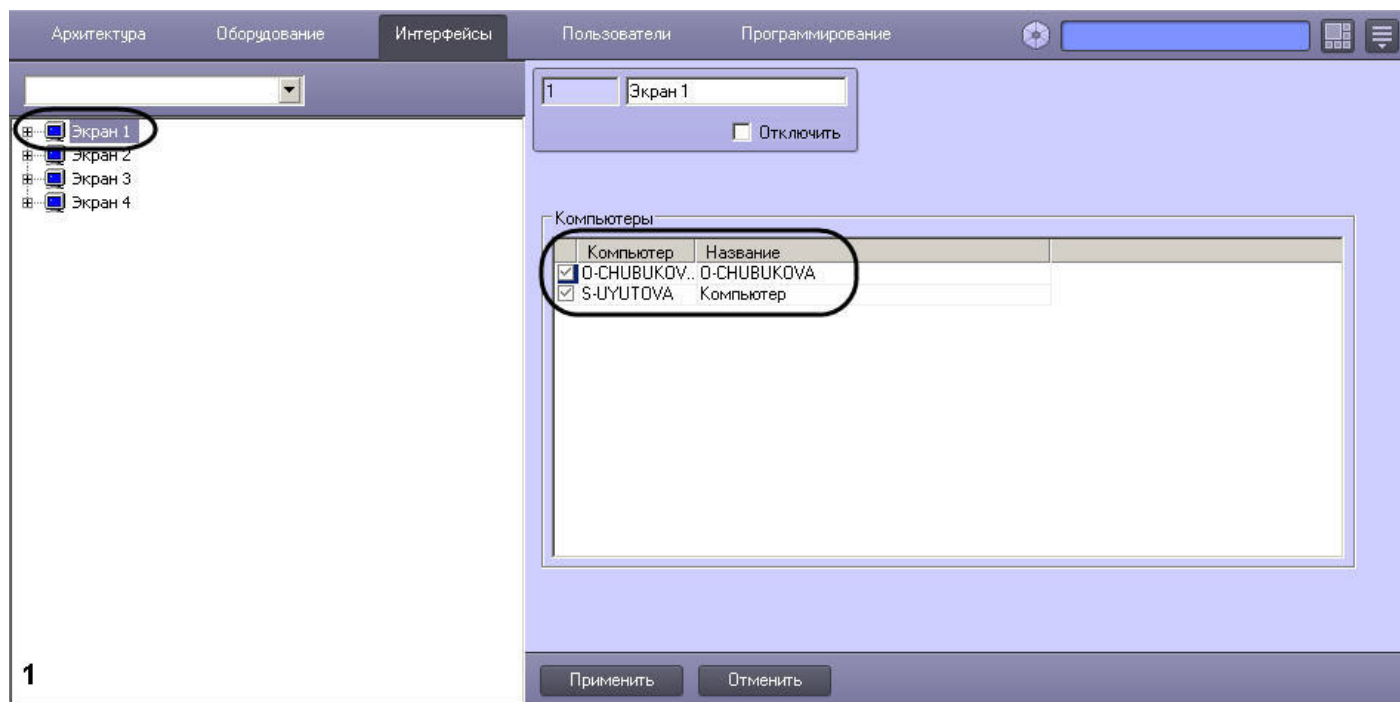 Архитектура Оборудование Интерфейсы Пользователи Программирование
1 Экран 1
Отключить
Экран 1
Экран 2
Экран 3
Экран 4
Компьютеры
Компьютер Название
O-CHUBUKOV.. O-CHUBUKOVA
S-UYUTOVA Компьютер
1
Применить Отменить